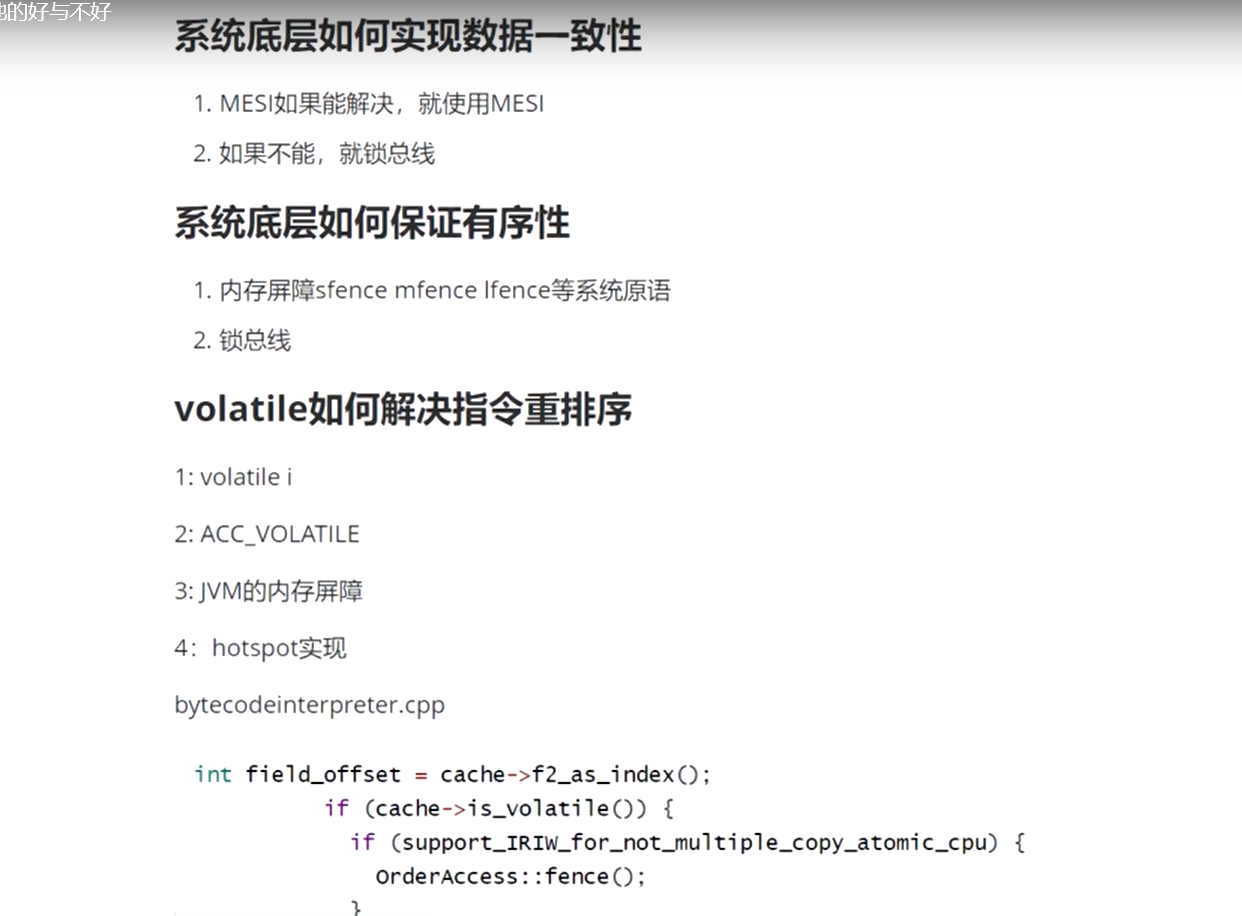 的好与不好
系统底层如何实现数据一致性
1. MESI如果能解决，就使用MESI
2. 如果不能，就锁总线
系统底层如何保证有序性
1. 内存屏障sfence mfence lfence等系统原语
2. 锁总线
volatile如何解决指令重排序
1: volatile i
2: ACC_VOLATILE
3: JVM的内存屏障
4：hotspot实现
bytecodeinterpreter.cpp
int field_offset = cache->f2_as_index();
if (cache->is_volatile()) {
if (support_IRIW_for_not_multiple_copy_atomic_cpu) {
OrderAccess::fence();
}